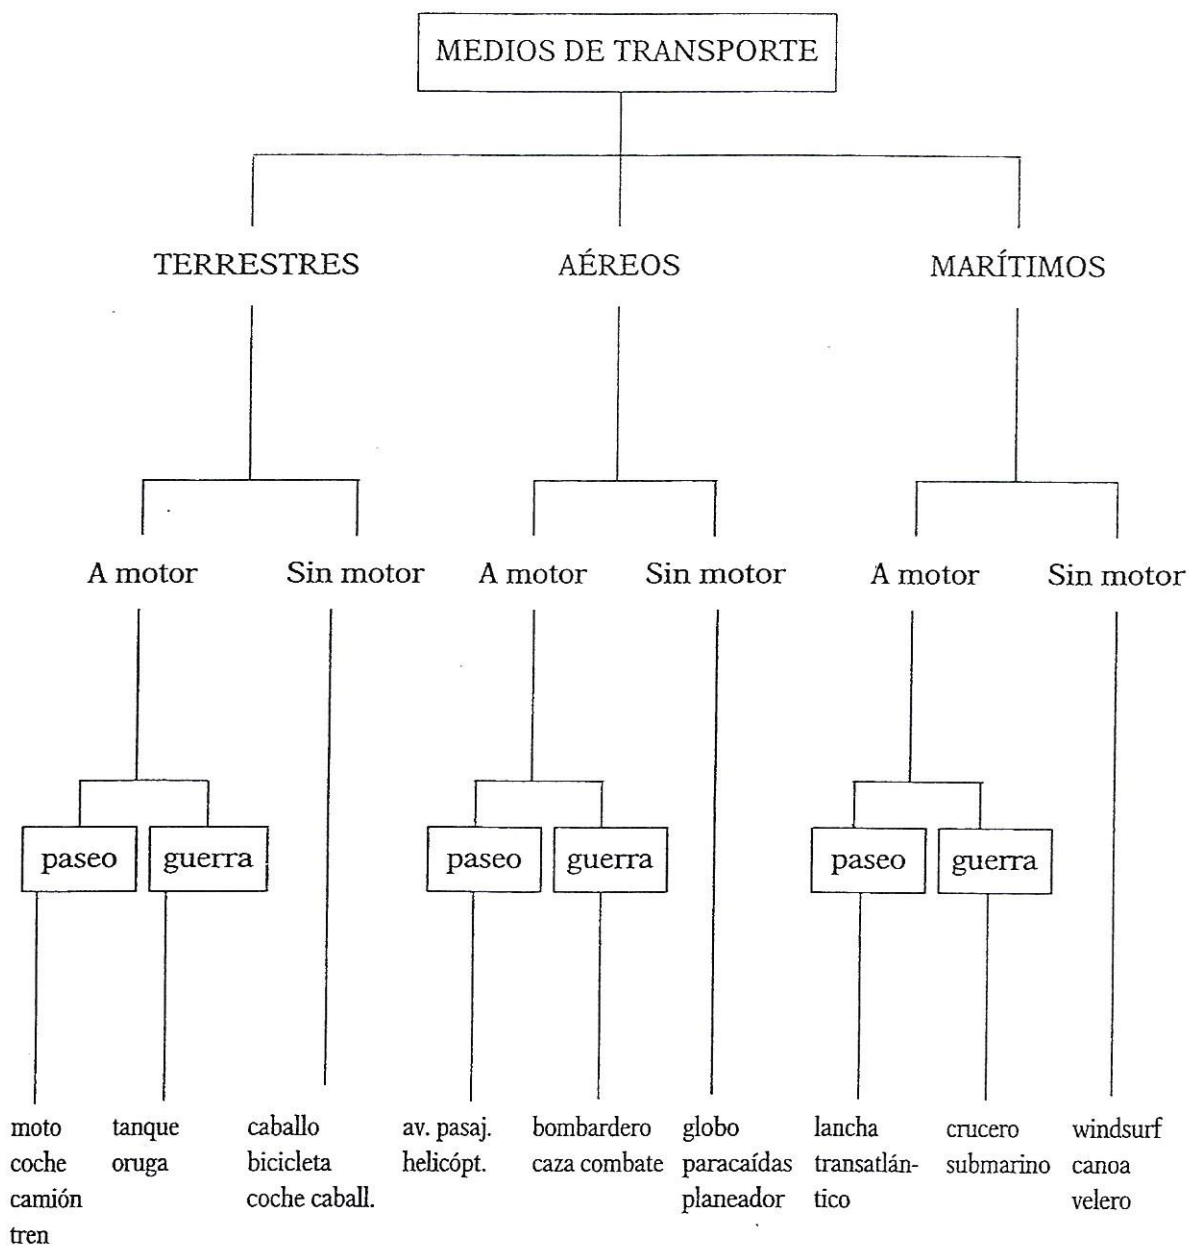 MEDIOS DE TRANSPORTE
TERRESTRES
AÉREOS
MARÍTIMOS
A motor
Sin motor
A motor
Sin motor
A motor
Sin motor
paseo
guerra
paseo
guerra
paseo
guerra
moto
coche
camión
tren
tanque
oruga
caballo
bicicleta
coche caball.
av. pasaj.
helicópt.
bombardero
caza combate
globo
paracaídas
planeador
lancha
transatlán-
tico
crucero
submarino
windsurf
canoa
velero